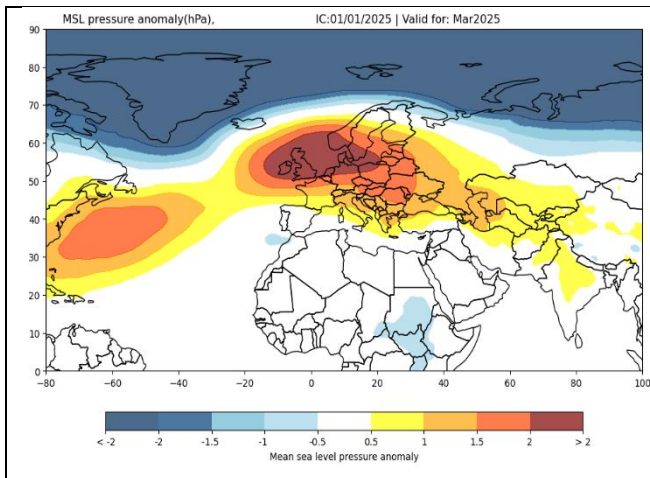 MSL pressure anomaly(hPa), IC:01/01/2025 | Valid for: Mar2025
90
80
70
60
50
40
30
20
10
0
−80 −60 −40 −20 0 20 40 60 80 100
< -2 -2 -1.5 -1 -0.5 0.5 1 1.5 2 > 2
Mean sea level pressure anomaly